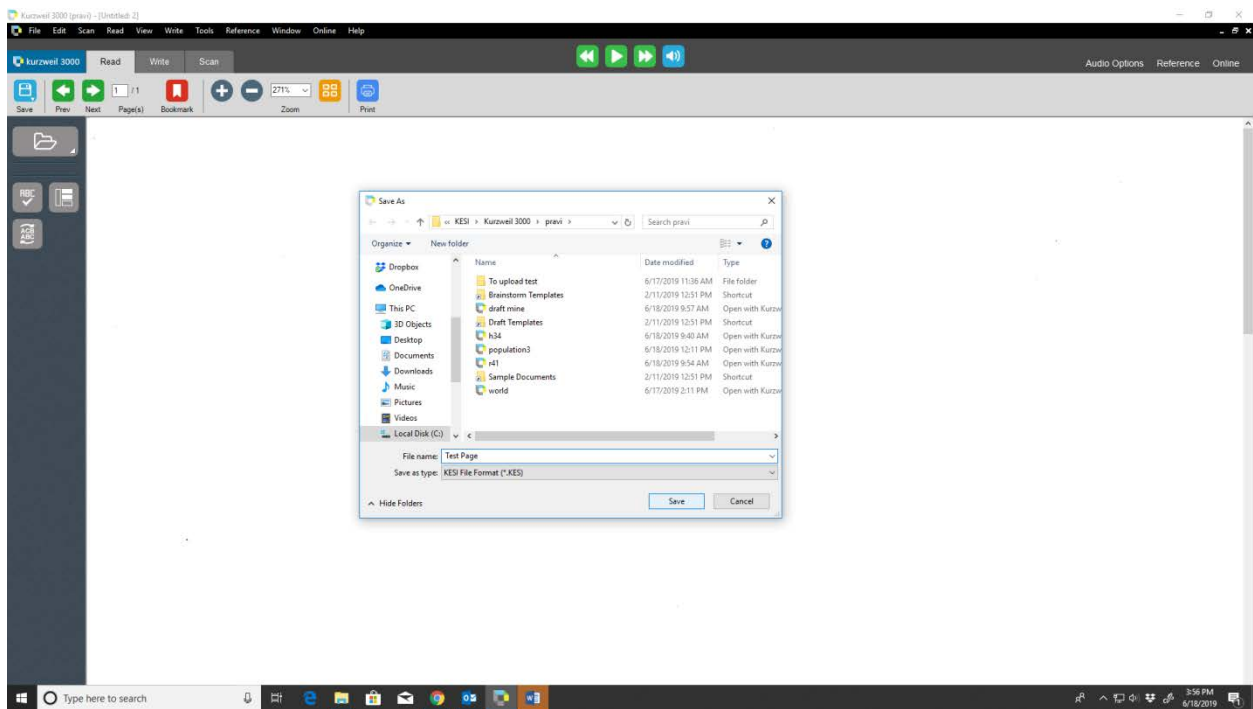 Kurzweil 3000 (pravi) - [Untitled: 2]
File Edit Scan Read View Write Tools Reference Window Online Help
kurzweil 3000 Read Write Scan Audio Options Reference Online
1 / 1 271%
Save Prev Next Page(s) Bookmark Zoom Print
ABC
ACB
ABC
Save As
« KESI › Kurzweil 3000 › pravi › Search pravi
Organize New folder
Name Date modified Type
Dropbox
OneDrive
This PC
3D Objects
Desktop
Documents
Downloads
Music
Pictures
Videos
Local Disk (C:)
To upload test 6/17/2019 11:36 AM File folder
Brainstorm Templates 2/11/2019 12:51 PM Shortcut
draft mine 6/18/2019 9:57 AM Open with Kurzw
Draft Templates 2/11/2019 12:51 PM Shortcut
h34 6/18/2019 9:40 AM Open with Kurzw
population3 6/18/2019 12:11 PM Open with Kurzw
r41 6/18/2019 9:54 AM Open with Kurzw
Sample Documents 2/11/2019 12:51 PM Shortcut
world 6/17/2019 2:11 PM Open with Kurzw
File name: Test Page
Save as type: KESI File Format (*.KES)
Hide Folders Save Cancel
Type here to search
3:56 PM
6/18/2019